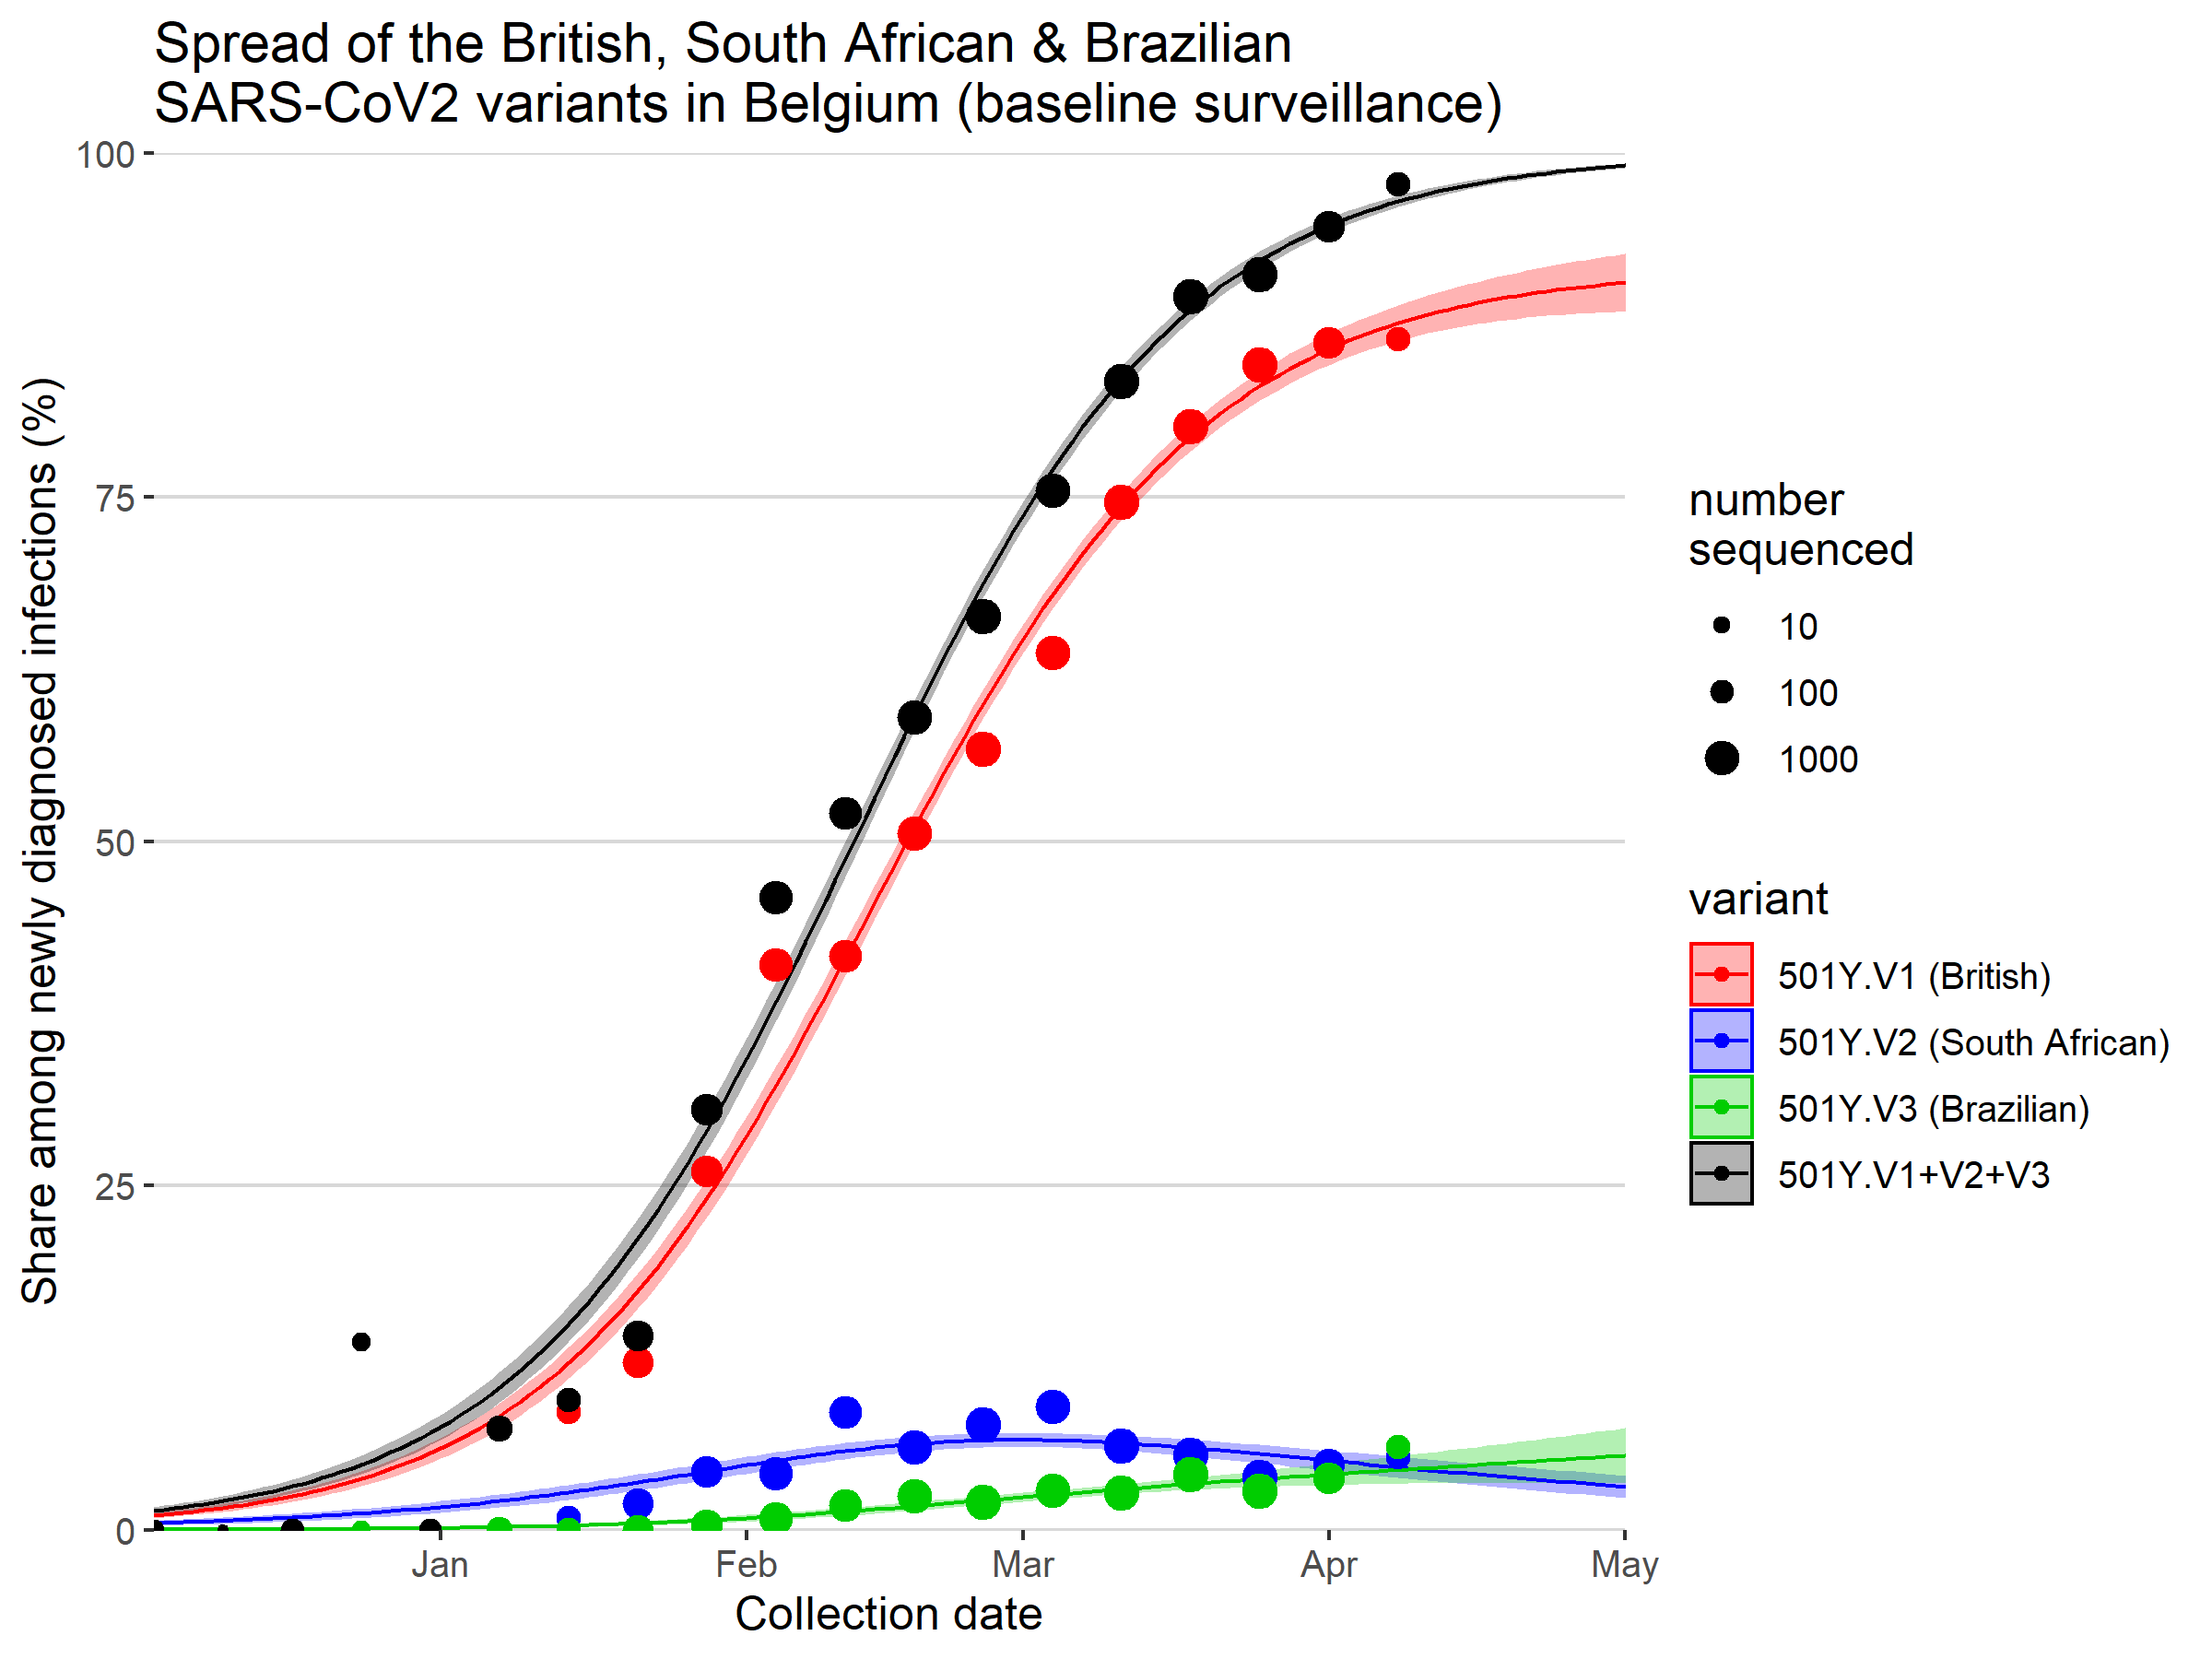 Spread of the British, South African & Brazilian
SARS-CoV2 variants in Belgium (baseline surveillance)
Share among newly diagnosed infections (%)
100
75
50
25
0
Jan
Feb
Mar
Apr
May
Collection date
number
sequenced
10
100
1000
variant
501Y.V1 (British)
501Y.V2 (South African)
501Y.V3 (Brazilian)
501Y.V1+V2+V3